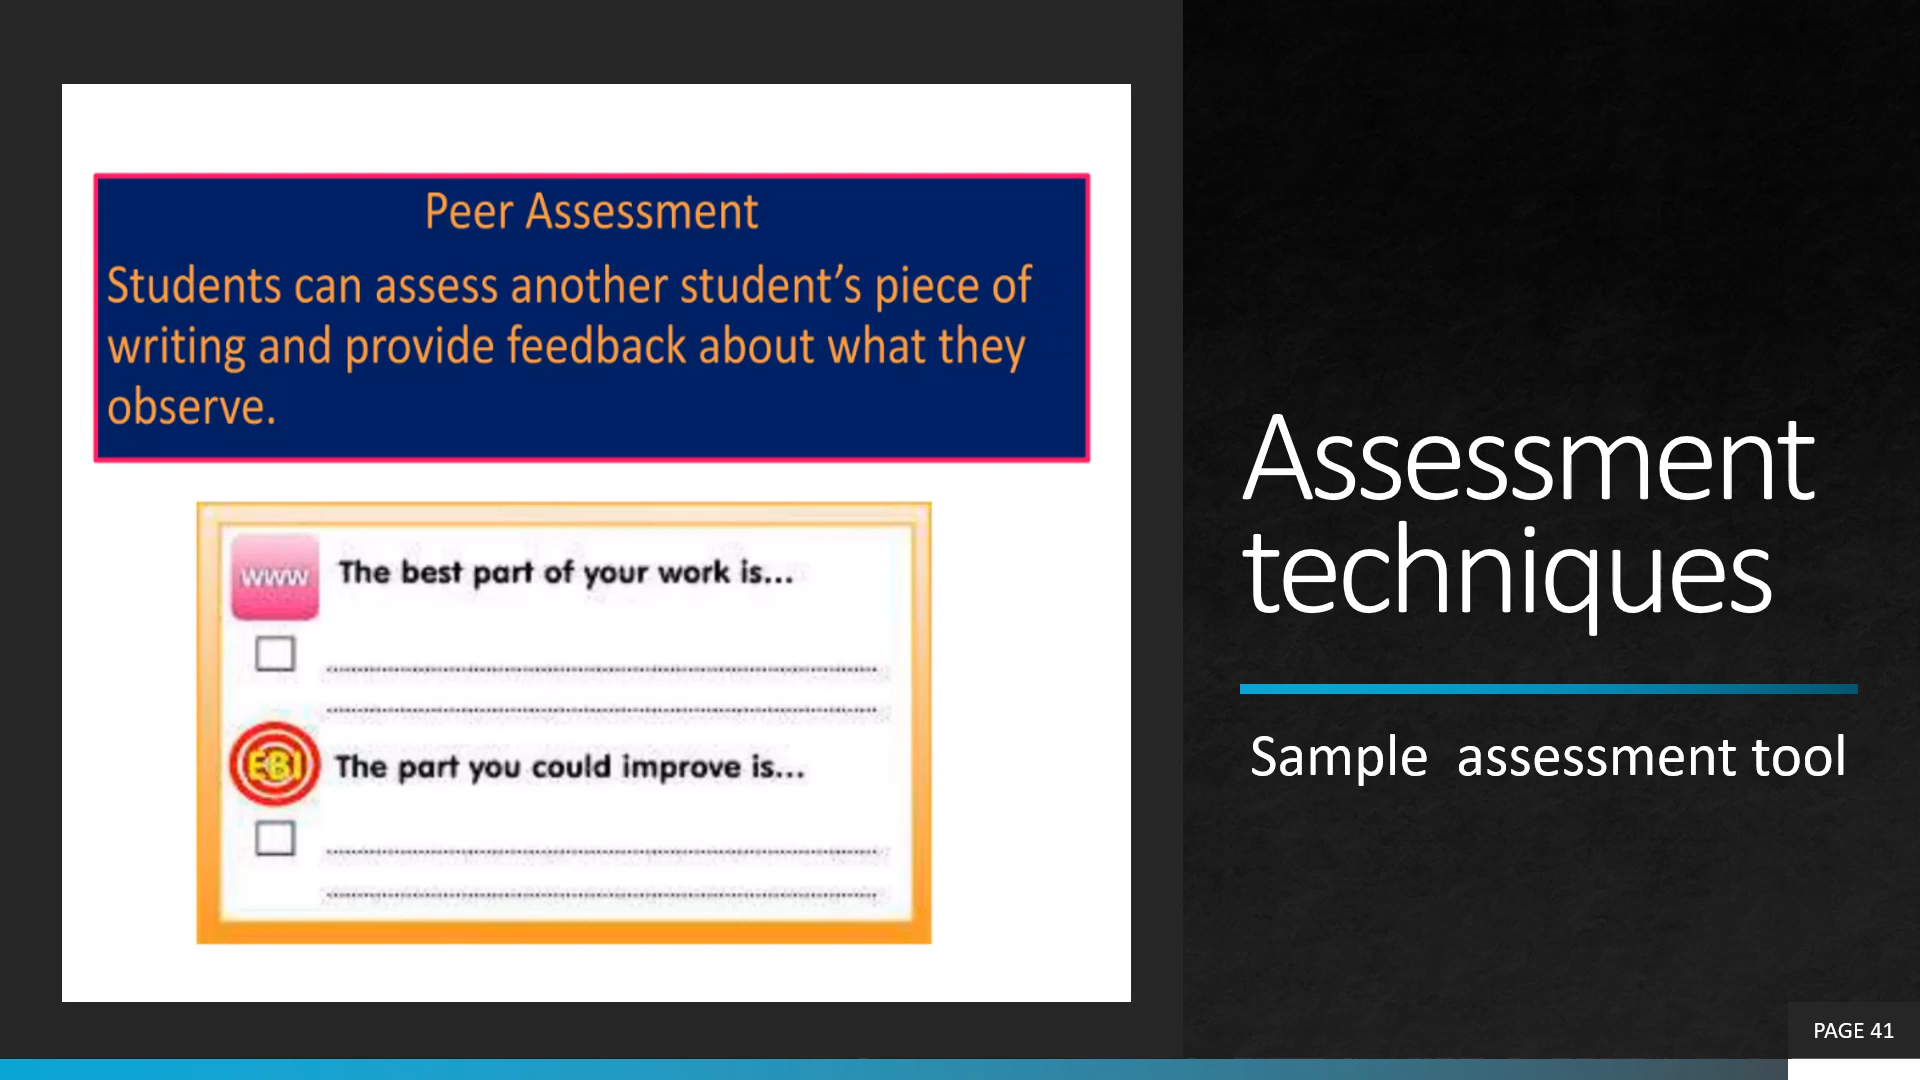 Peer Assessment
Students can assess another student’s piece of
writing and provide feedback about what they
observe.
www
The best part of your work is...
EBI
The part you could improve is...
Assessment
techniques
Sample assessment tool
PAGE 41